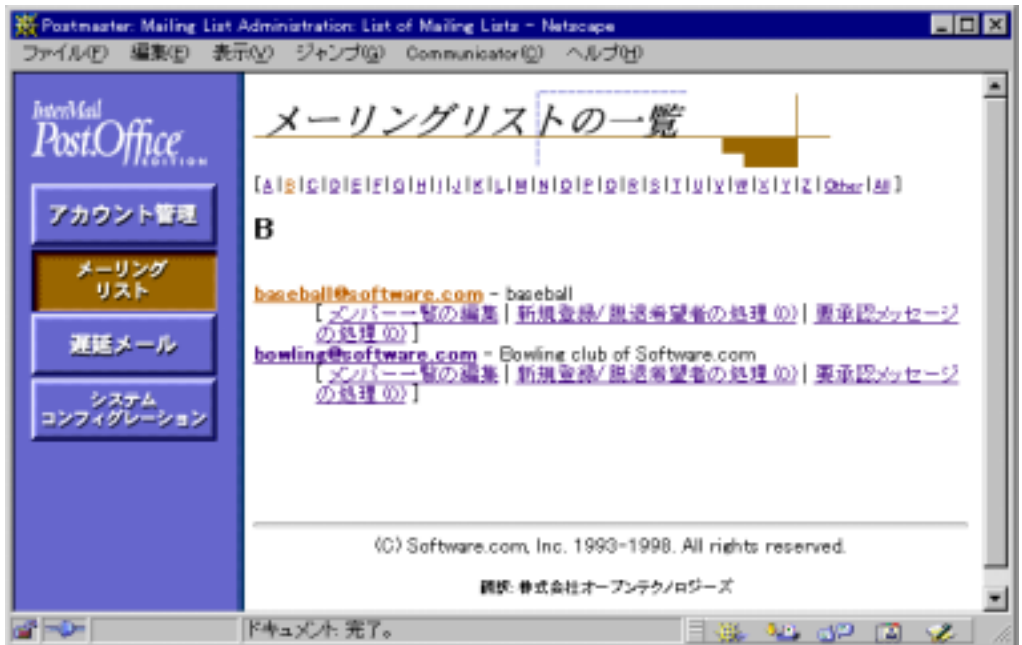 Postmaster: Mailing List Administration: List of Mailing Lists - Netscape
ファイル(F) 編集(E) 表示(V) ジャンプ(G) Communicator(C) ヘルプ(H)
InterMail
Post.Office
EDITION
アカウント管理
メーリング
リスト
遅延メール
システム
コンフィグレーション
メーリングリストの一覧
[A|B|C|D|E|F|G|H|I|J|K|L|M|N|O|P|Q|R|S|T|U|V|W|X|Y|Z|Other|All]
B
baseball@software.com - baseball
[ メンバー一覧の編集 | 新規登録/脱退希望者の処理 (0) | 要承認メッセージ
の処理 (0) ]
bowling@software.com - Bowling club of Software.com
[ メンバー一覧の編集 | 新規登録/脱退希望者の処理 (0) | 要承認メッセージ
の処理 (0) ]
(C) Software.com, Inc. 1993-1998. All rights reserved.
翻訳: 株式会社オープンテクノロジーズ
ドキュメント: 完了。